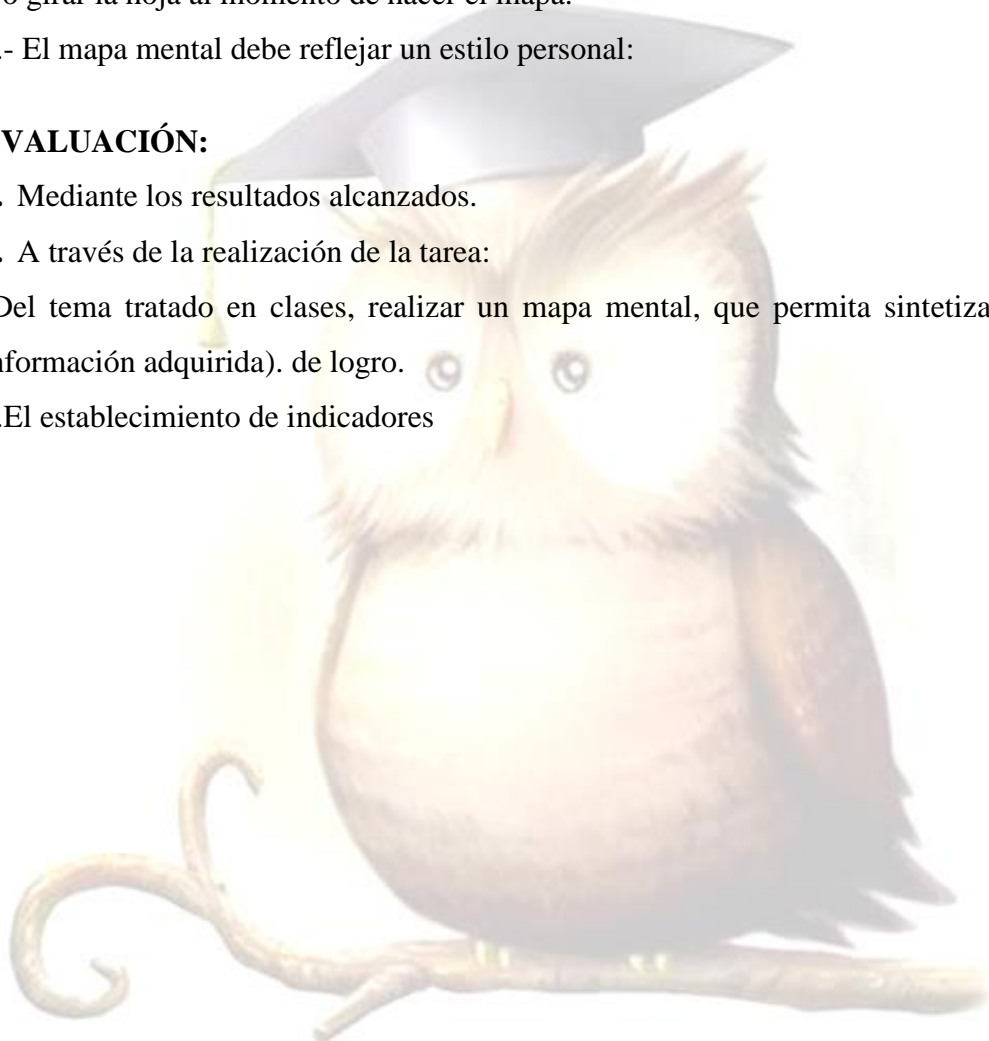 o girar la hoja al momento de hacer el mapa.
.- El mapa mental debe reflejar un estilo personal:
VALUACIÓN:
. Mediante los resultados alcanzados.
. A través de la realización de la tarea:
Del tema tratado en clases, realizar un mapa mental, que permita sintetiza
nformación adquirida). de logro.
.El establecimiento de indicadores